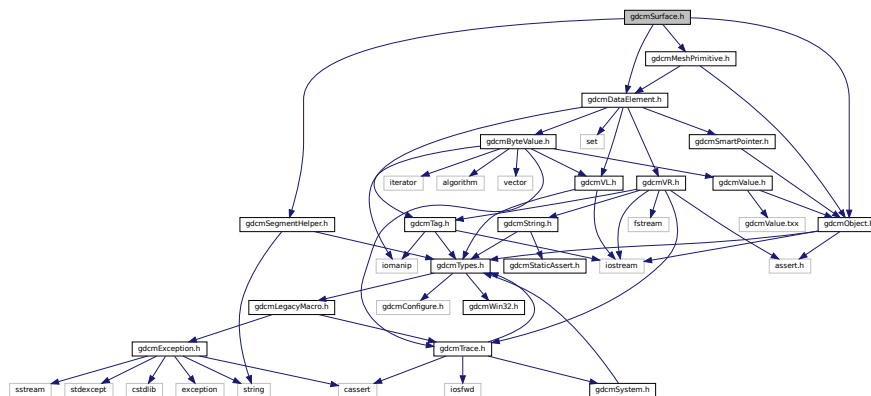 gdcmSurface.h
gdcmMeshPrimitive.h
gdcmDataElement.h
gdcmByteValue.h
set
gdcmSmartPointer.h
iterator
algorithm
vector
gdcmVL.h
gdcmVR.h
gdcmValue.h
gdcmSegmentHelper.h
gdcmTag.h
gdcmString.h
fstream
gdcmValue.txx
gdcmObject.h
iomanip
gdcmTypes.h
gdcmStaticAssert.h
iostream
assert.h
gdcmLegacyMacro.h
gdcmConfigure.h
gdcmWin32.h
gdcmException.h
gdcmTrace.h
sstream
stdexcept
cstdlib
exception
string
cassert
iosfwd
gdcmSystem.h